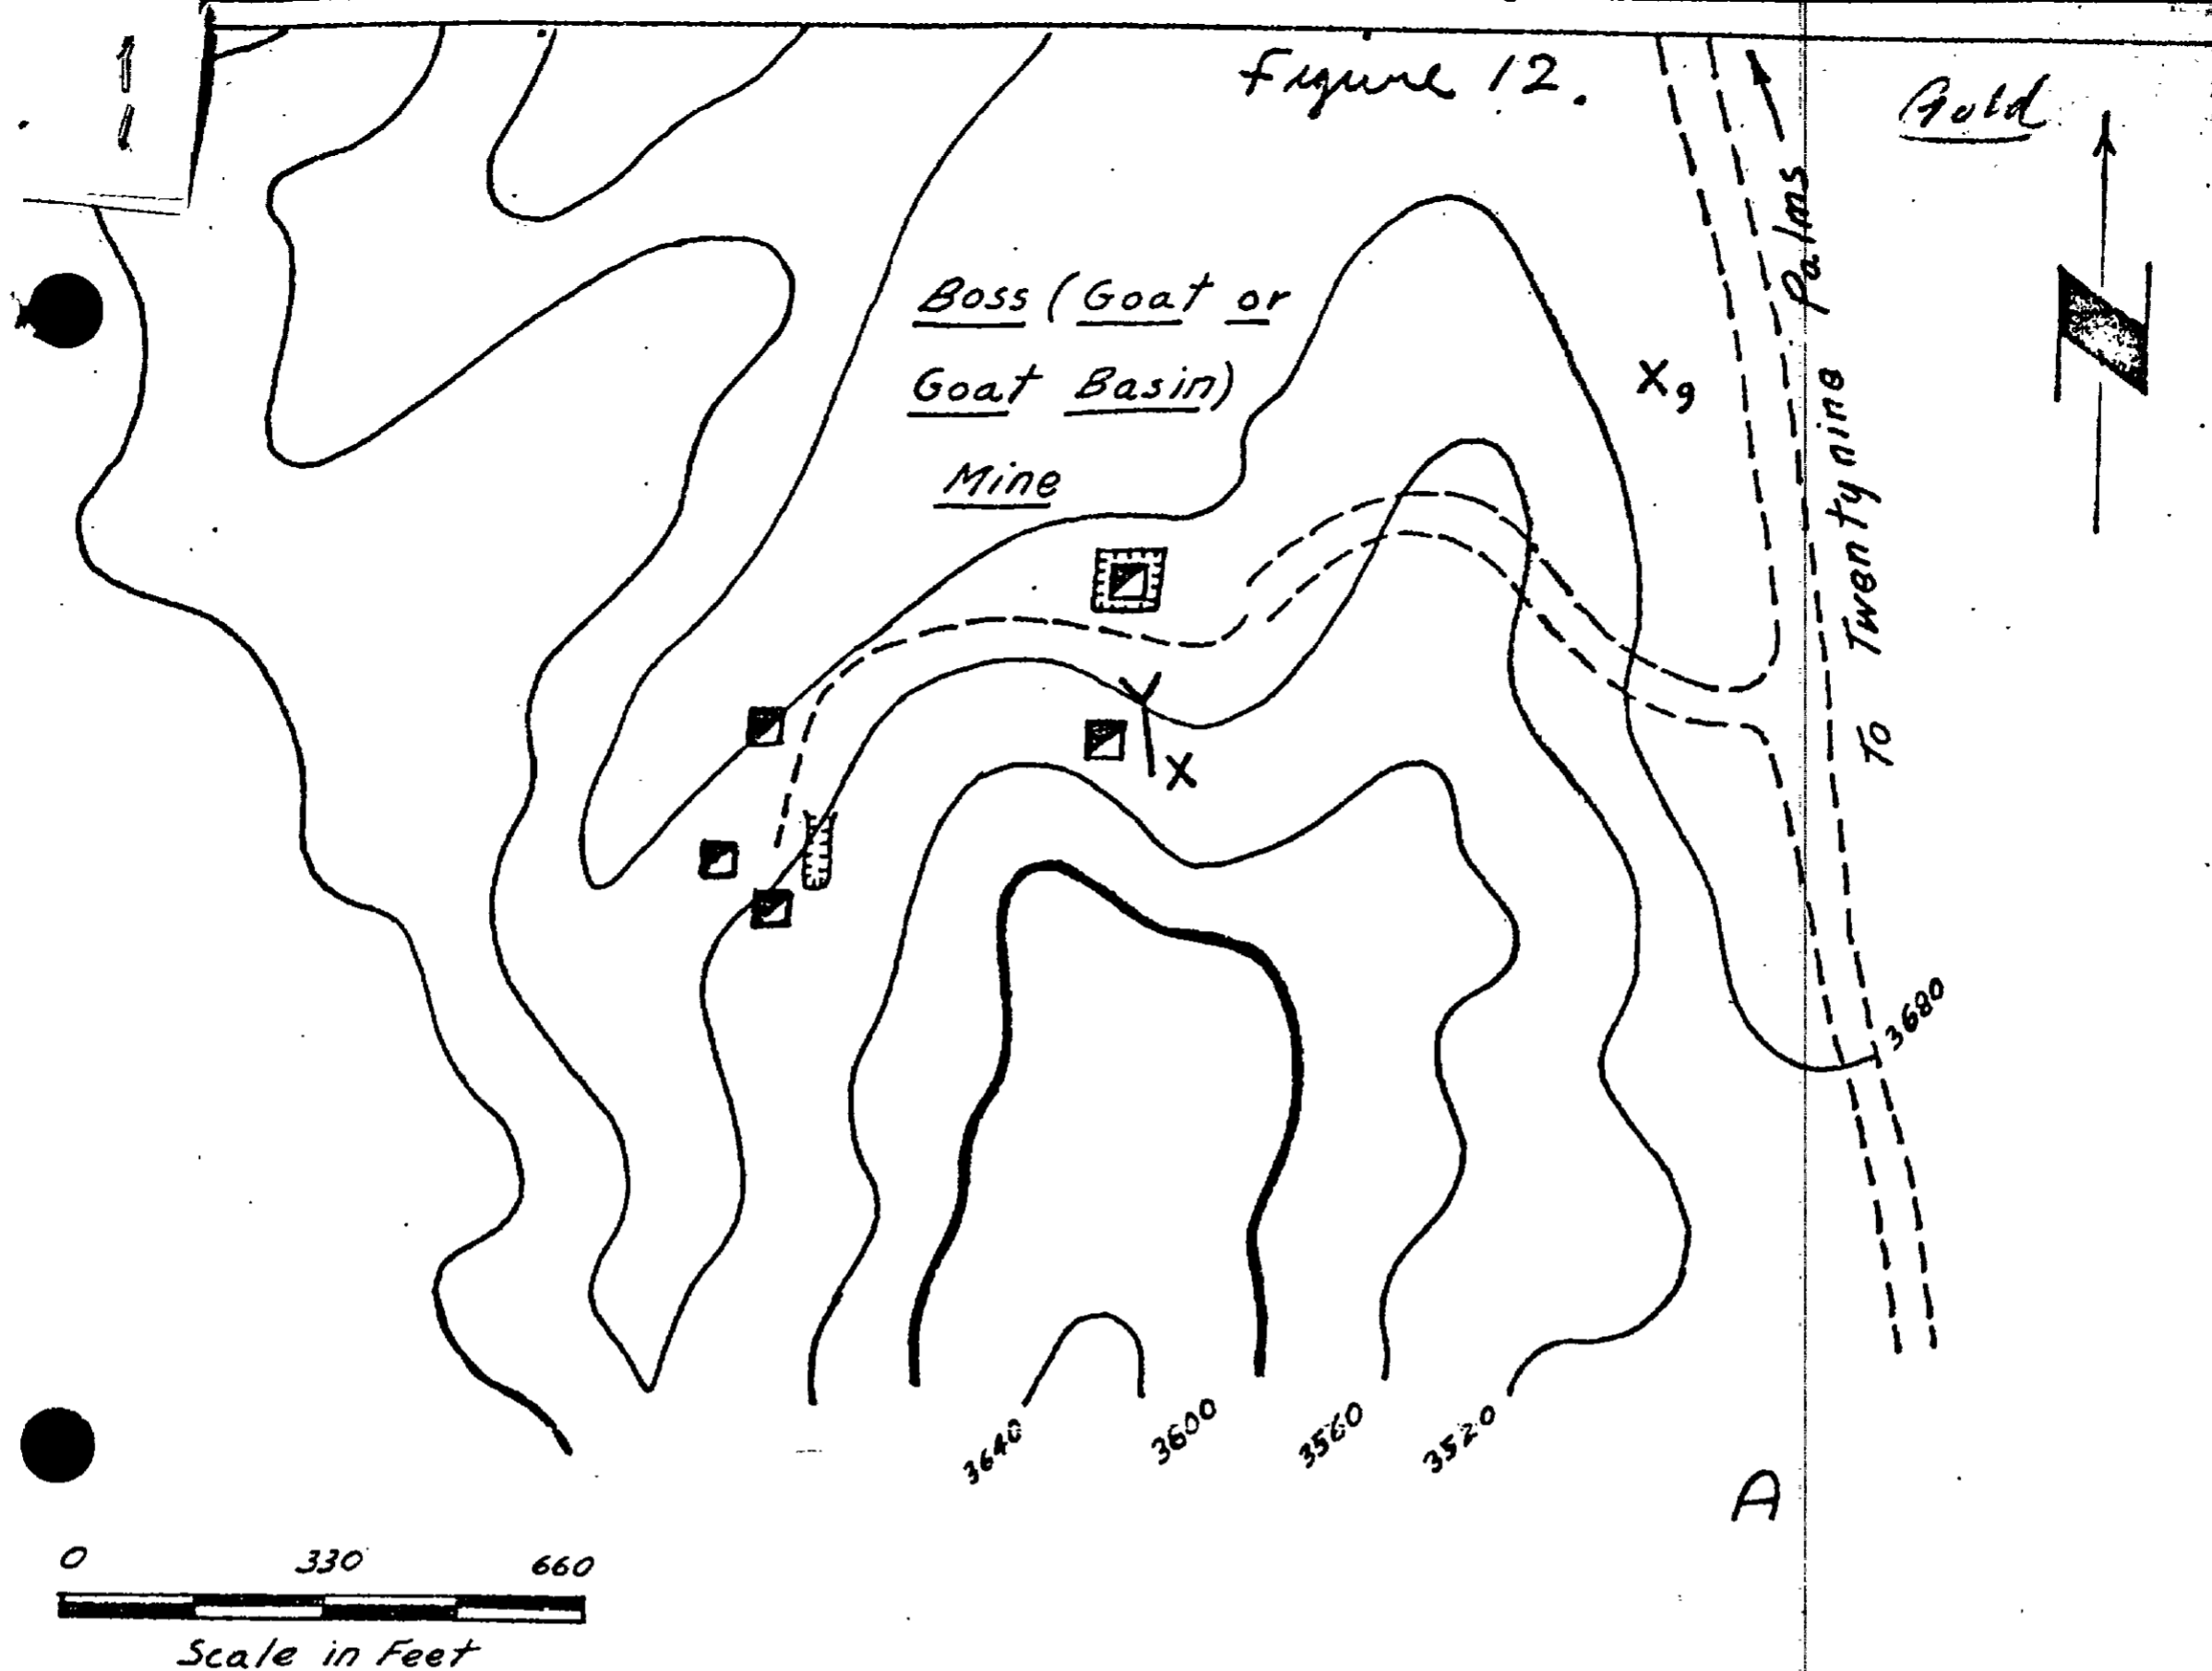 Figure 12.
Gold
Boss (Goat or
Goat Basin)
Mine
X9
To Twentynine Palms
X
3680
3640
3600
3560
3520
A
0 330 660
Scale in Feet